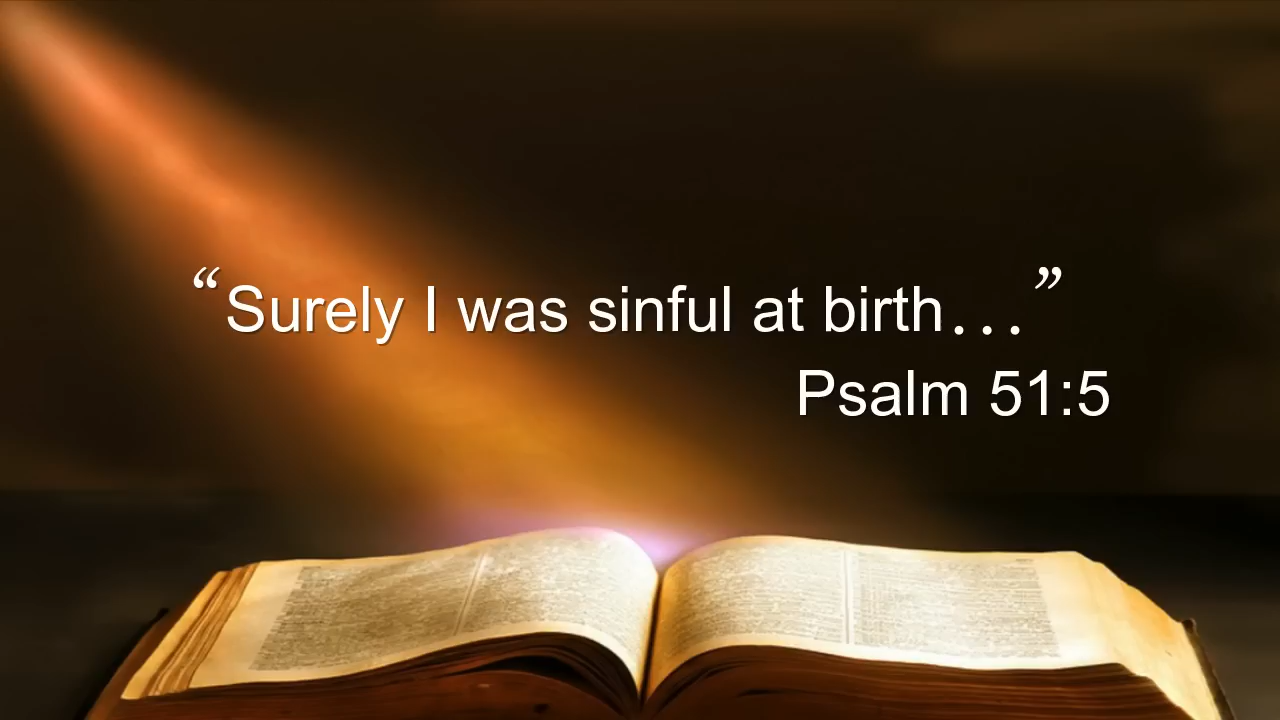 “Surely I was sinful at birth…”
Psalm 51:5